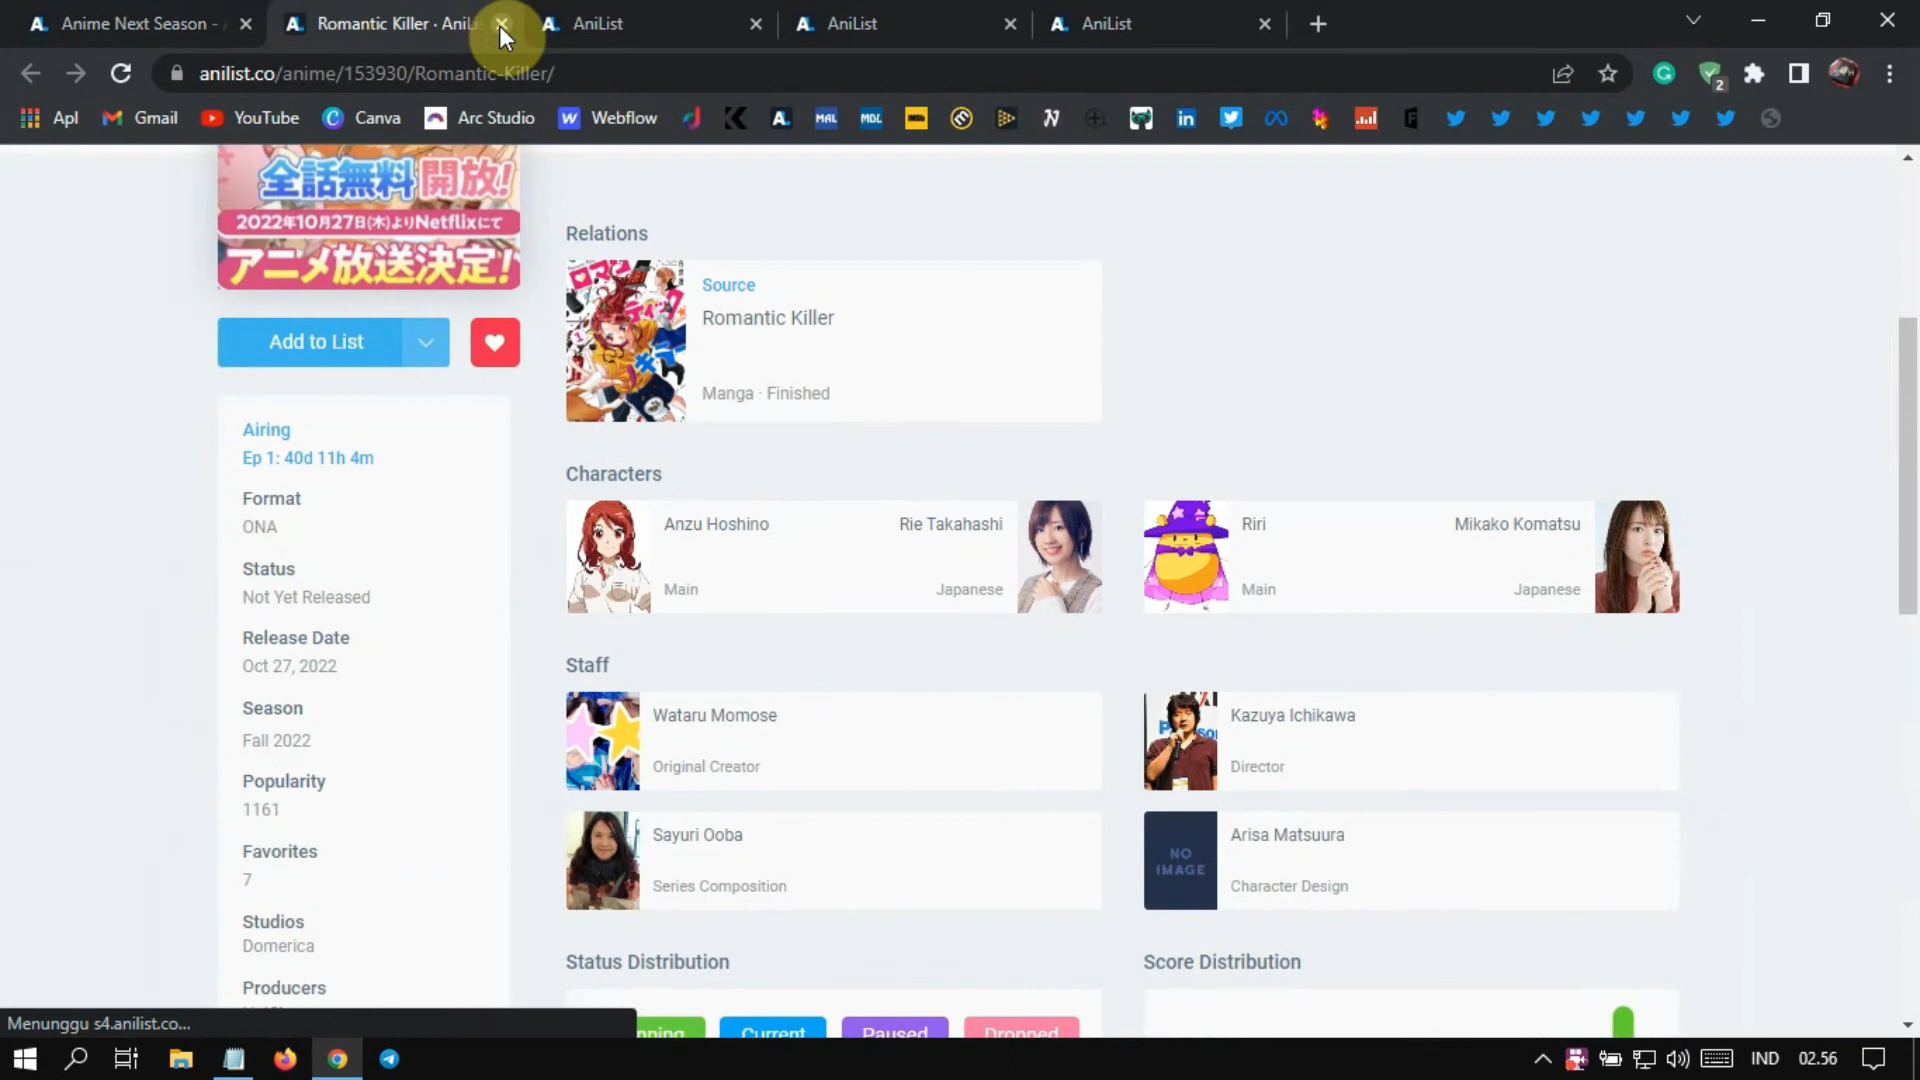 Anime Next Season -
Romantic Killer · AniLis
AniList
AniList
AniList
anilist.co/anime/153930/Romantic-Killer/
2
Apl
Gmail
YouTube
Canva
Arc Studio
Webflow
MAL
MDL
IMDb
全話無料開放!
2022年10月27日(木)よりNetflixにて
アニメ放送決定!
Add to List
Airing
Ep 1: 40d 11h 4m
Format
ONA
Status
Not Yet Released
Release Date
Oct 27, 2022
Season
Fall 2022
Popularity
1161
Favorites
7
Studios
Domerica
Producers
Relations
Source
Romantic Killer
Manga · Finished
Characters
Anzu Hoshino
Rie Takahashi
Main
Japanese
Riri
Mikako Komatsu
Main
Japanese
Staff
Wataru Momose
Original Creator
Kazuya Ichikawa
Director
Sayuri Ooba
Series Composition
NO
IMAGE
Arisa Matsuura
Character Design
Status Distribution
Score Distribution
Current
Paused
Dropped
Menunggu s4.anilist.co...
IND
02.56